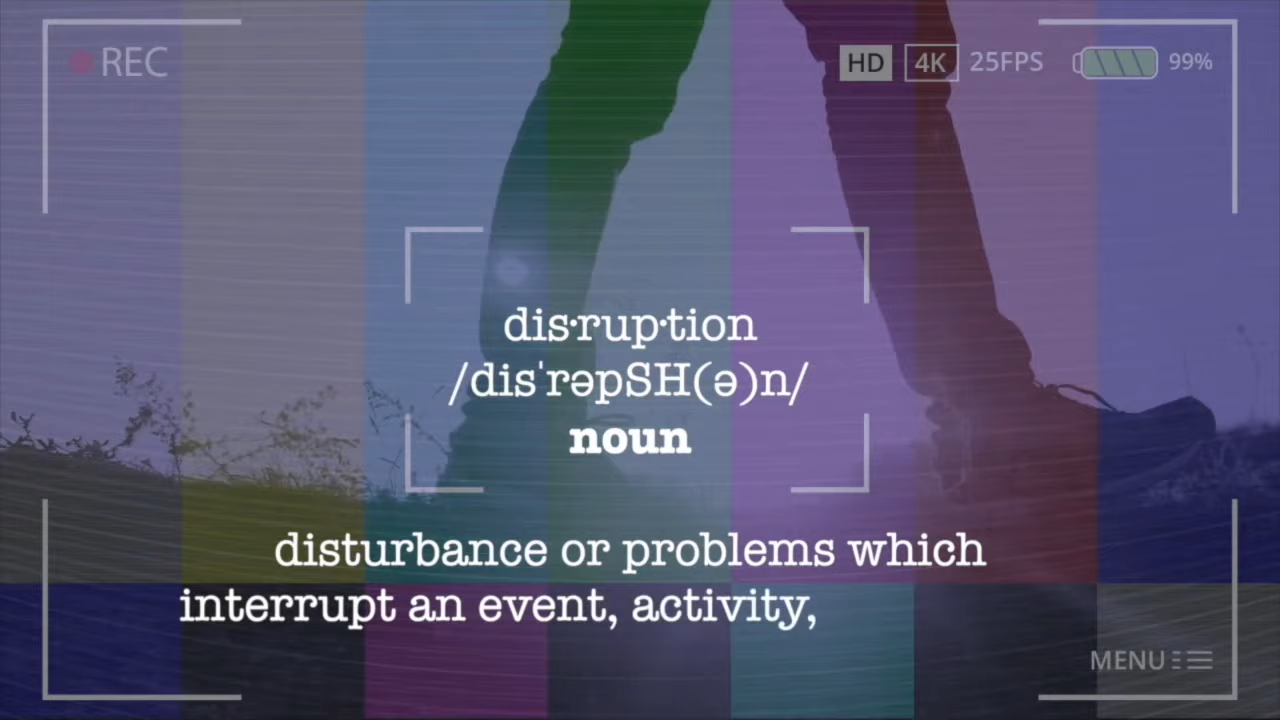 REC
HD 4K 25FPS 99%
dis·rup·tion
/disˈrəpSH(ə)n/
noun
disturbance or problems which
interrupt an event, activity,
MENU